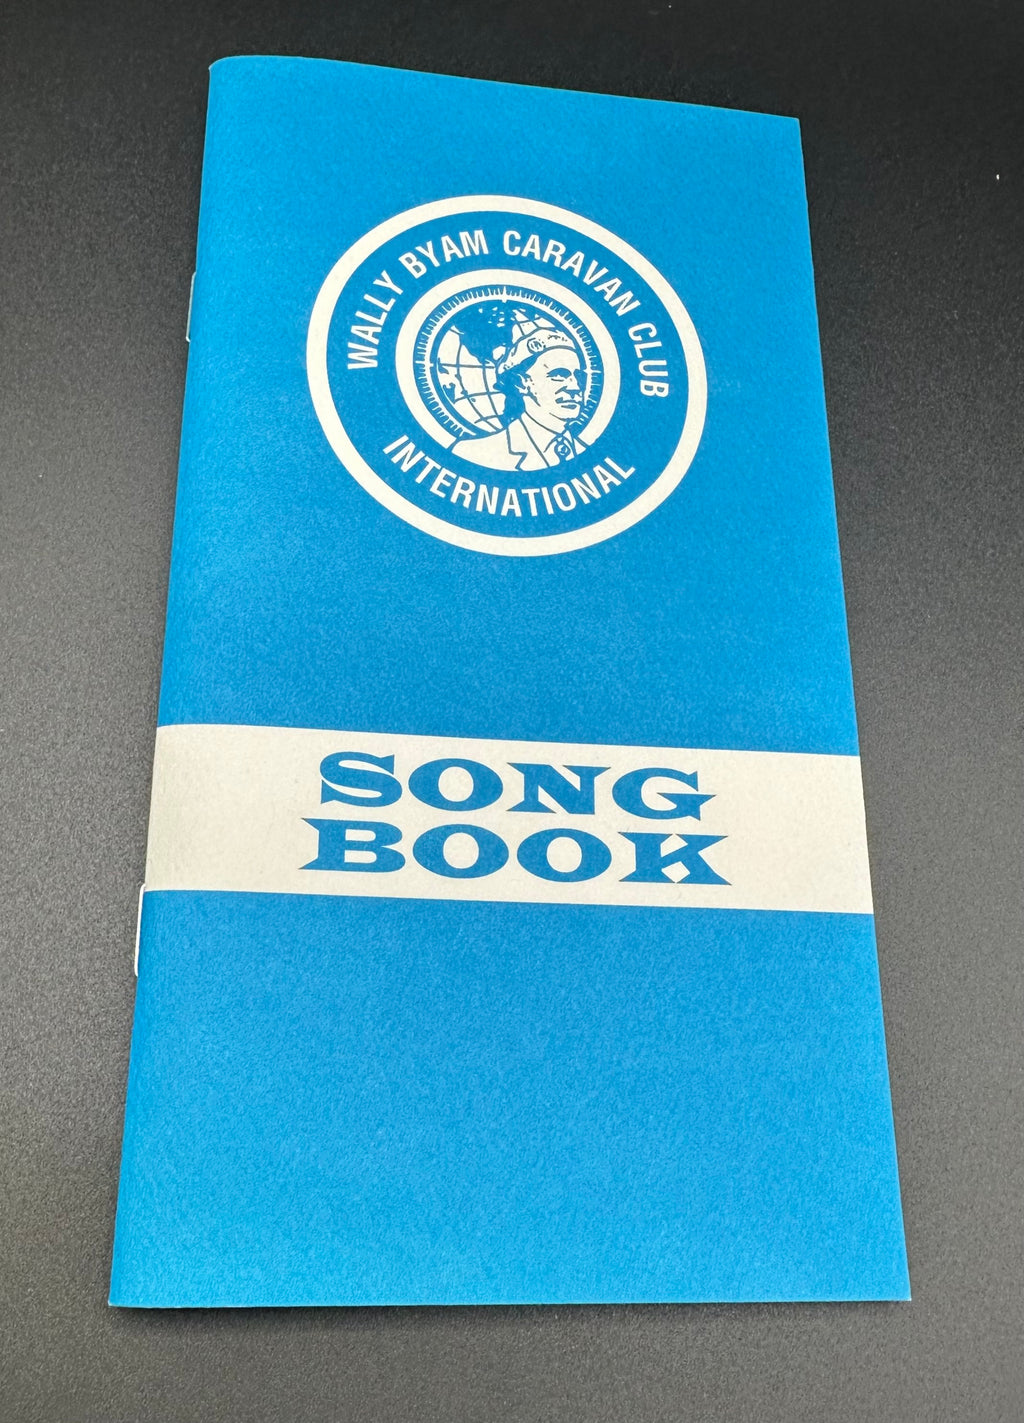 WALLY BYAM CARAVAN CLUB
INTERNATIONAL
SONG
BOOK